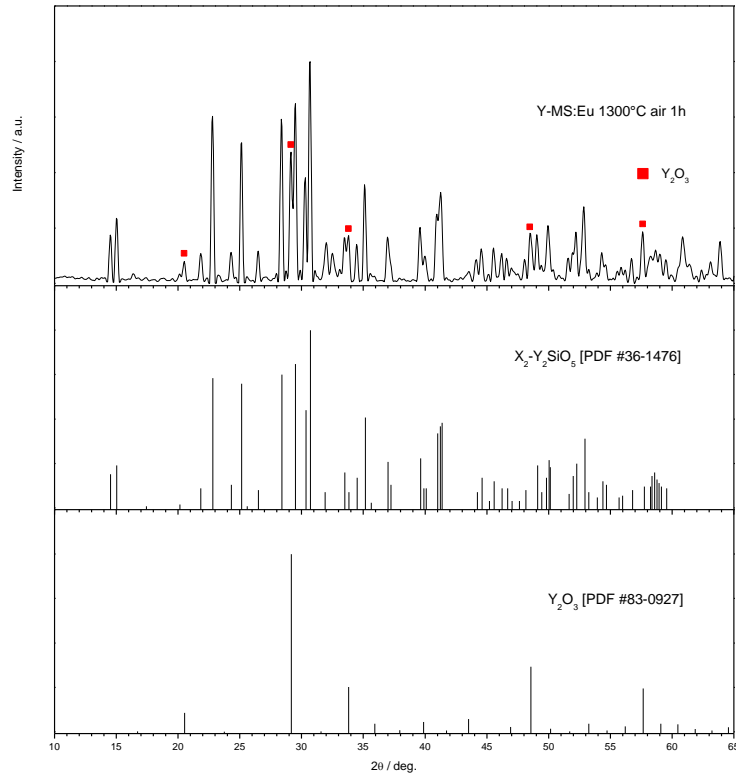 Intensity / a.u.
Y-MS:Eu 1300°C air 1h
Y₂O₃
X₂-Y₂SiO₅ [PDF #36-1476]
Y₂O₃ [PDF #83-0927]
10 15 20 25 30 35 40 45 50 55 60 65
2θ / deg.